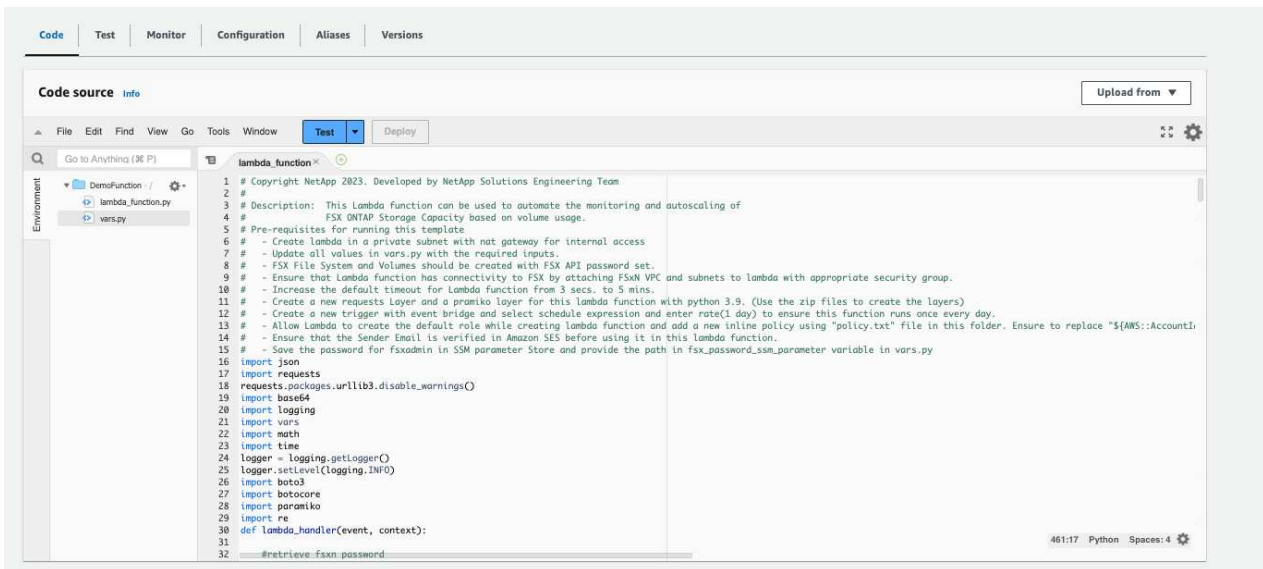 Code Test Monitor Configuration Aliases Versions
Code source Info
Upload from ▼
File Edit Find View Go Tools Window Test Deploy
Go to Anything (⌘ P)
lambda_function
Environment
DemoFunction - /
lambda_function.py
vars.py
1 # Copyright NetApp 2023. Developed by NetApp Solutions Engineering Team
2 #
3 # Description: This Lambda function can be used to automate the monitoring and autoscaling of
4 # FSX ONTAP Storage Capacity based on volume usage.
5 # Pre-requisites for running this template
6 # - Create lambda in a private subnet with nat gateway for internal access
7 # - Update all values in vars.py with the required inputs.
8 # - FSX File System and Volumes should be created with FSX API password set.
9 # - Ensure that Lambda function has connectivity to FSX by attaching FSxN VPC and subnets to lambda with appropriate security group.
10 # - Increase the default timeout for Lambda function from 3 secs. to 5 mins.
11 # - Create a new requests Layer and a pramiko layer for this lambda function with python 3.9. (Use the zip files to create the layers)
12 # - Create a new trigger with event bridge and select schedule expression and enter rate(1 day) to ensure this function runs once every day.
13 # - Allow Lambda to create the default role while creating lambda function and add a new inline policy using "policy.txt" file in this folder. Ensure to replace "${AWS::AccountI
14 # - Ensure that the Sender Email is verified in Amazon SES before using it in this lambda function.
15 # - Save the password for fsxadmin in SSM parameter Store and provide the path in fsx_password_ssm_parameter variable in vars.py
16 import json
17 import requests
18 requests.packages.urllib3.disable_warnings()
19 import base64
20 import logging
21 import vars
22 import math
23 import time
24 logger = logging.getLogger()
25 logger.setLevel(logging.INFO)
26 import boto3
27 import botocore
28 import paramiko
29 import re
30 def lambda_handler(event, context):
31
32 #retrieve fsxn password
461:17 Python Spaces: 4